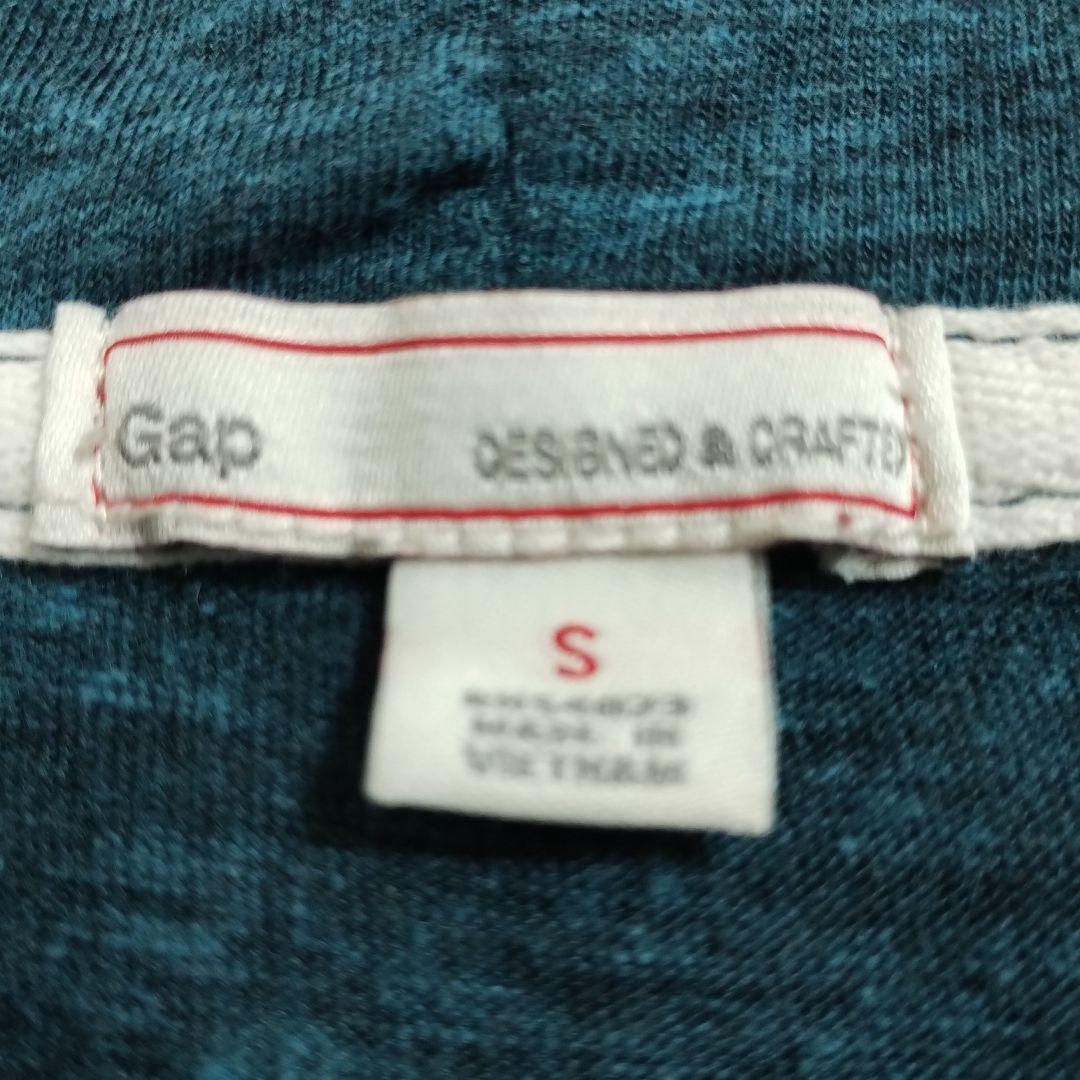 Gap DESIGNED & CRAFTED
S
MADE IN
VIETNAM